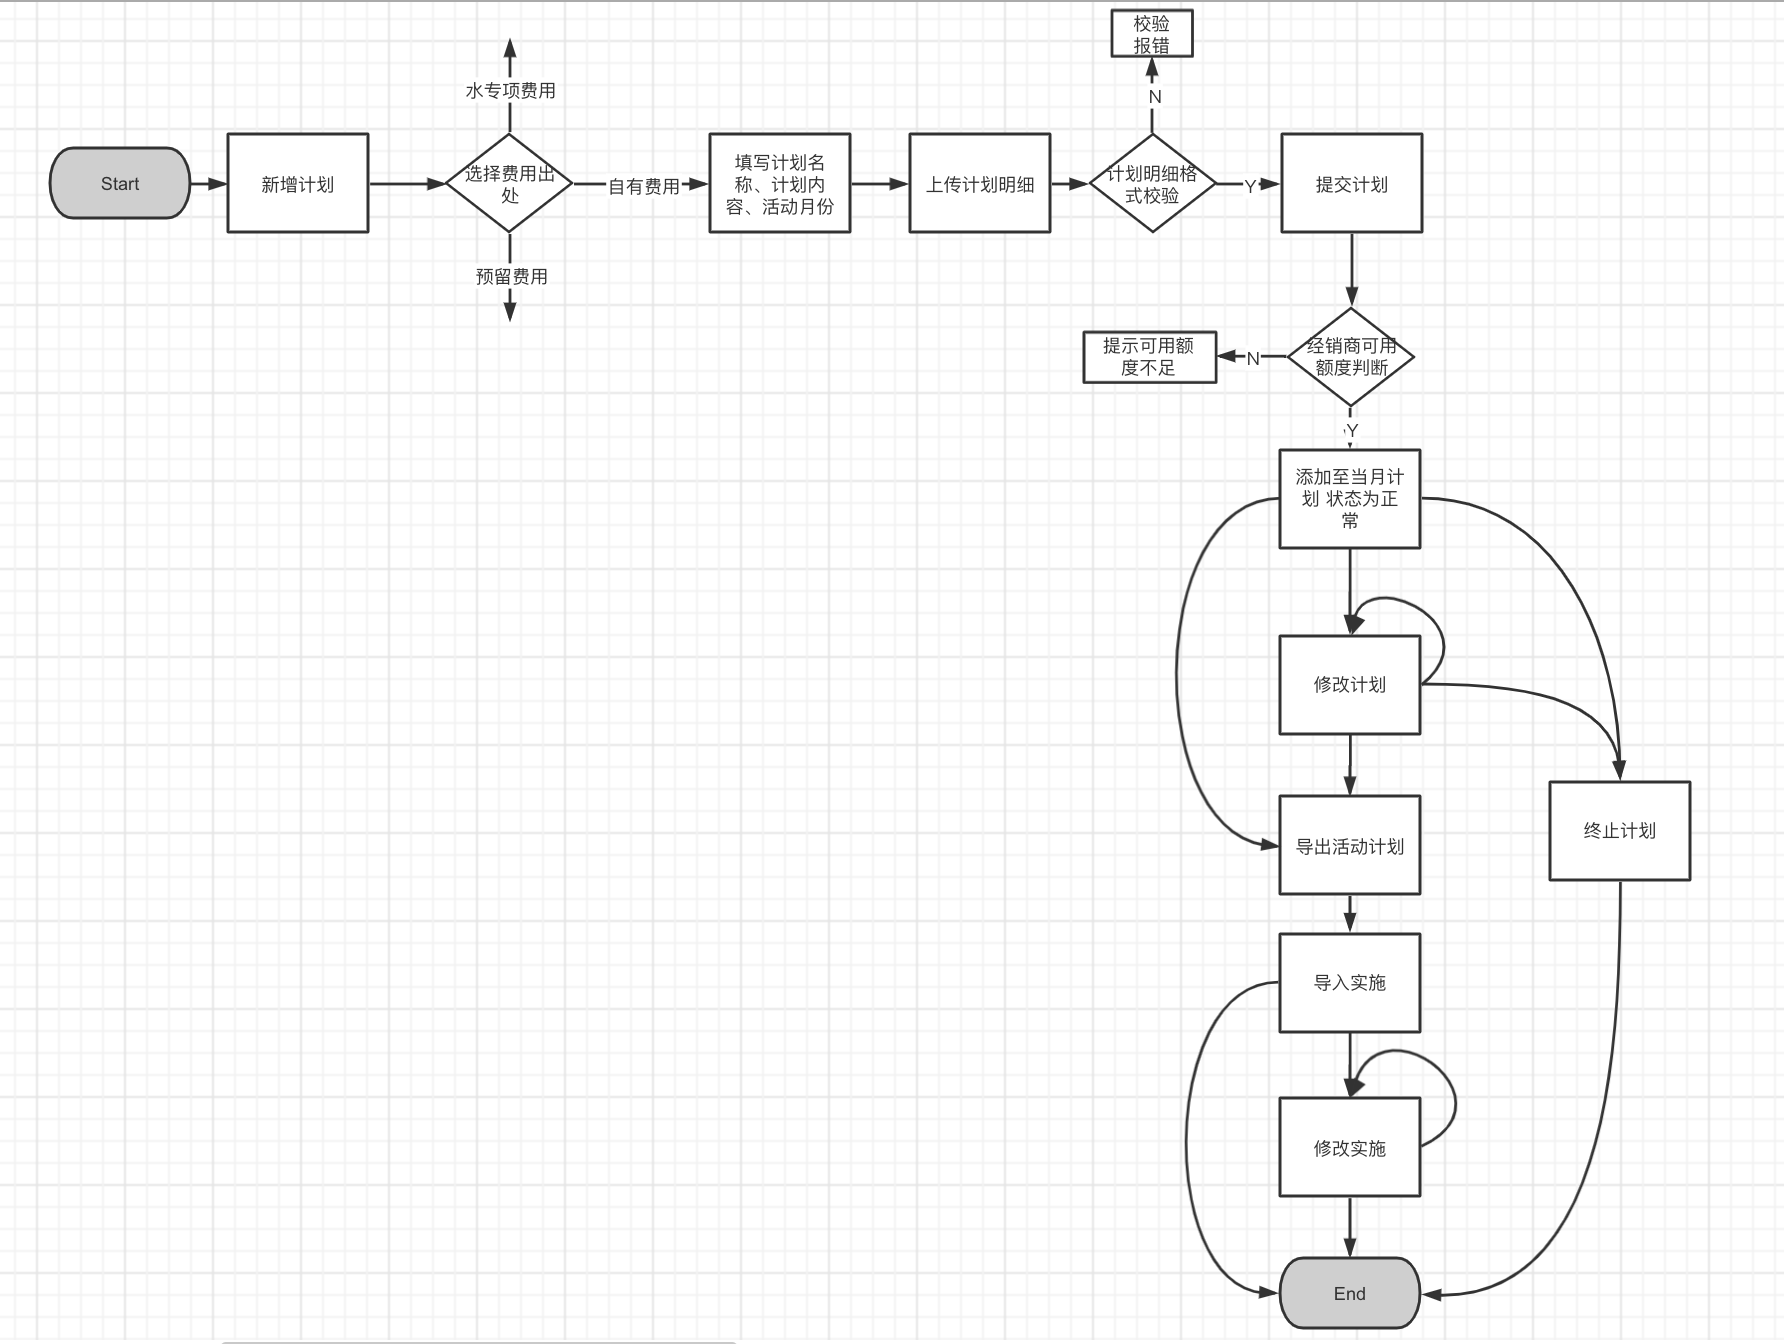 校验
报错
N
水专项费用
Start
新增计划
选择费用出
处
自有费用
填写计划名
称、计划内
容、活动月份
上传计划明细
计划明细格
式校验
Y
提交计划
预留费用
提示可用额
度不足
N
经销商可用
额度判断
Y
添加至当月计
划 状态为正
常
修改计划
导出活动计划
终止计划
导入实施
修改实施
End